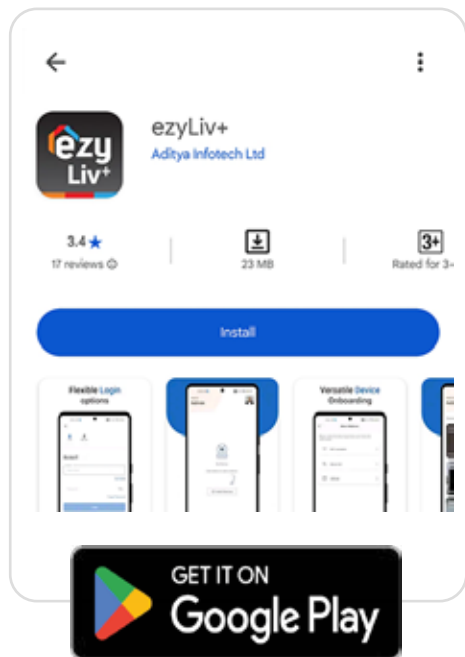 ezy
Liv+
ezyLiv+
Aditya Infotech Ltd
3.4★
17 reviews
23 MB
3+
Rated for 3+
Install
Flexible Login
options
Versatile Device
Onboarding
GET IT ON
Google Play